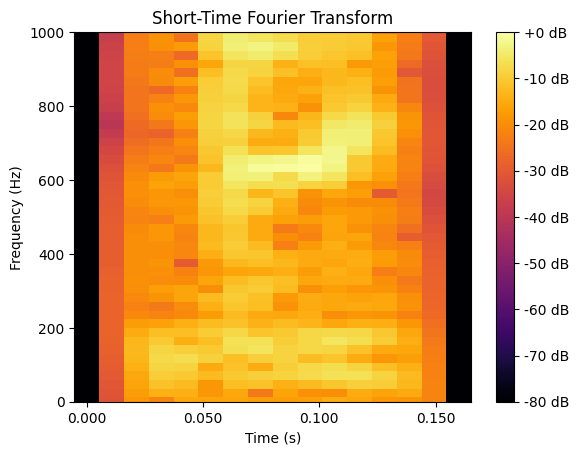 Short-Time Fourier Transform
1000
800
600
400
200
0
Frequency (Hz)
0.000
0.050
0.100
0.150
Time (s)
+0 dB
-10 dB
-20 dB
-30 dB
-40 dB
-50 dB
-60 dB
-70 dB
-80 dB